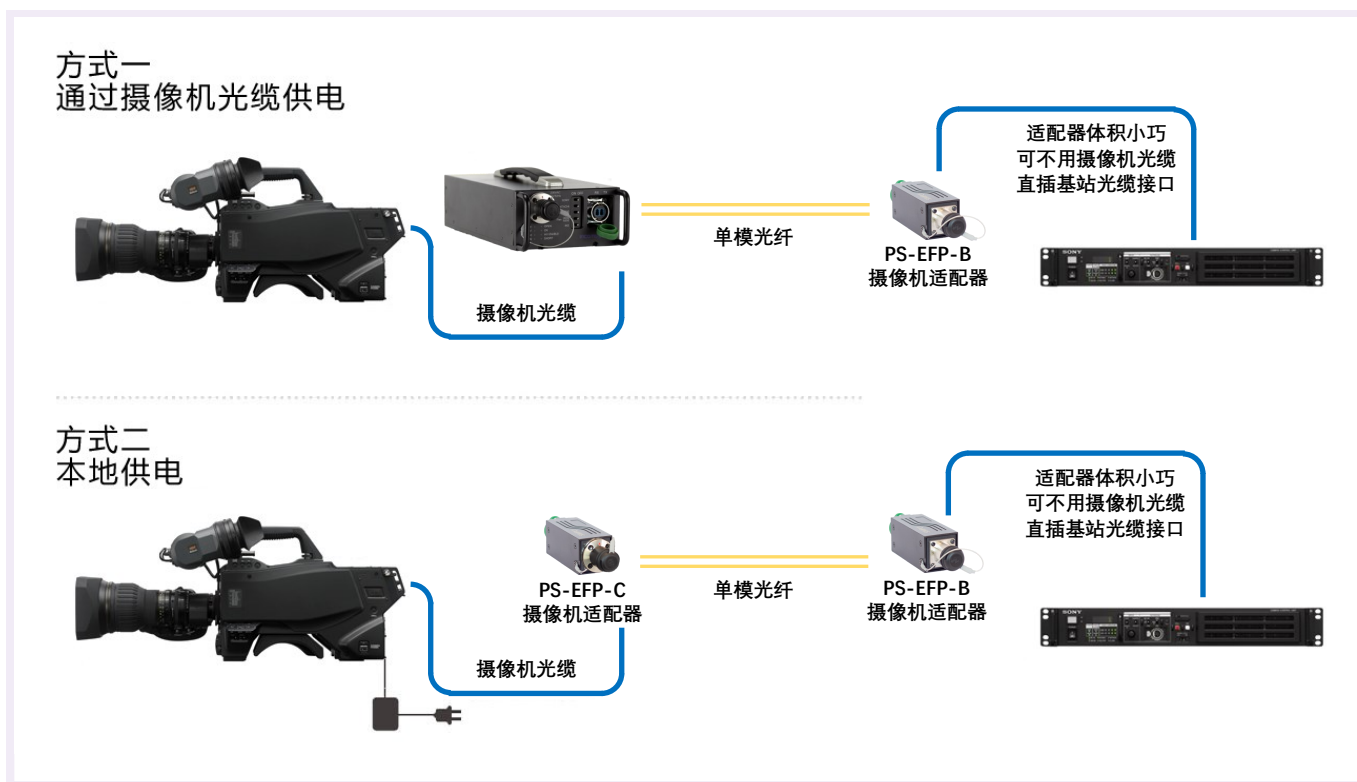 方式一
通过摄像机光缆供电
适配器体积小巧
可不用摄像机光缆
直插基站光缆接口
单模光纤
PS-EFP-B
摄像机适配器
SONY
摄像机光缆
方式二
本地供电
适配器体积小巧
可不用摄像机光缆
直插基站光缆接口
PS-EFP-C
摄像机适配器
单模光纤
PS-EFP-B
摄像机适配器
SONY
摄像机光缆